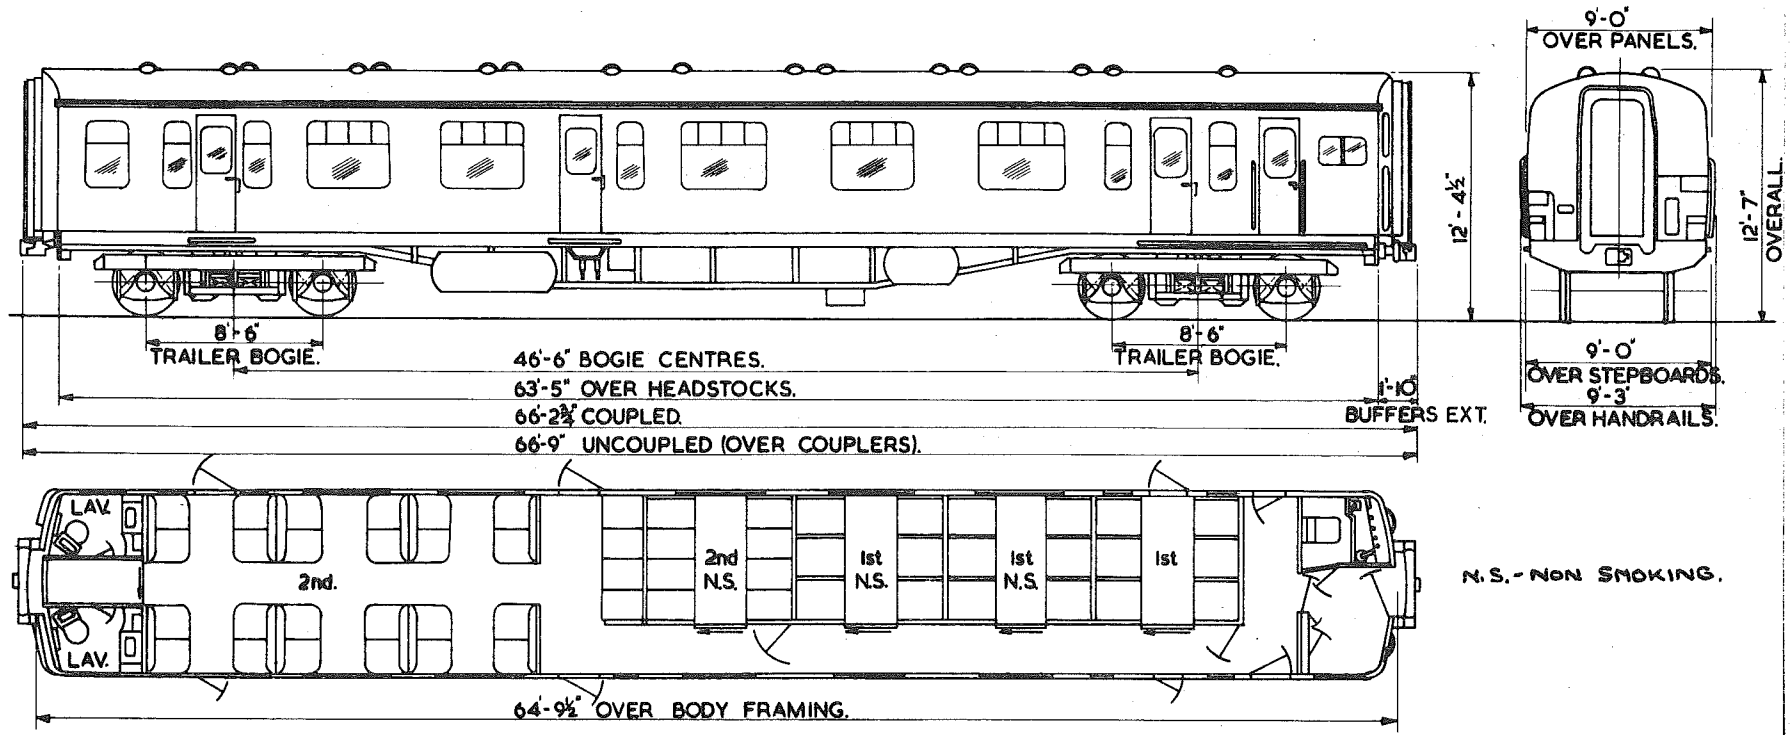 9'-0"
OVER PANELS.
12'-4½"
12'-7"
OVERALL.
8'-6"
TRAILER BOGIE.
8'-6"
TRAILER BOGIE.
46'-6" BOGIE CENTRES.
63'-5" OVER HEADSTOCKS.
1'-10"
BUFFERS EXT.
66'-2¾" COUPLED.
66'-9" UNCOUPLED (OVER COUPLERS).
9'-0"
OVER STEPBOARDS.
9'-3"
OVER HANDRAILS.
LAV.
2nd.
LAV.
2nd
N.S.
1st
N.S.
1st
N.S.
1st
N.S.-NON SMOKING.
64'-9½" OVER BODY FRAMING.